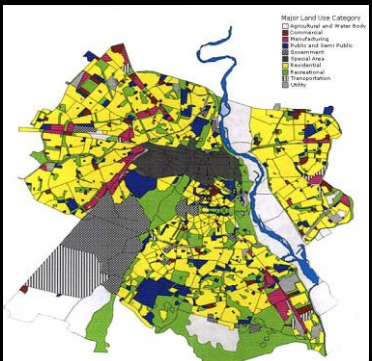 Major Land Use Category
Agricultural and Water Body
Commercial
Manufacturing
Public and Semi Public
Government
Special Area
Residential
Recreational
Transportation
Utility